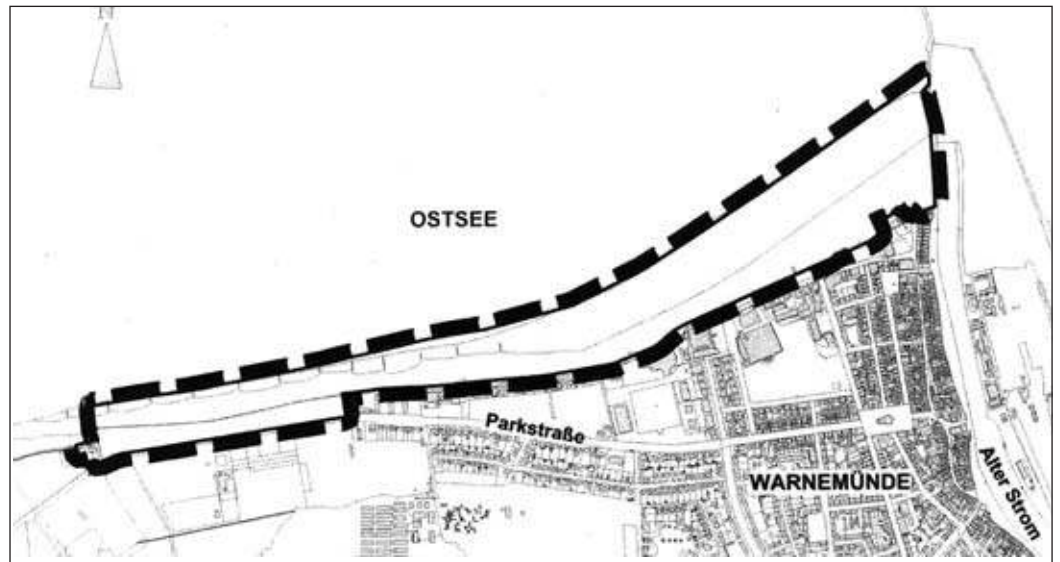 N
OSTSEE
Parkstraße
WARNEMÜNDE
Alter Strom